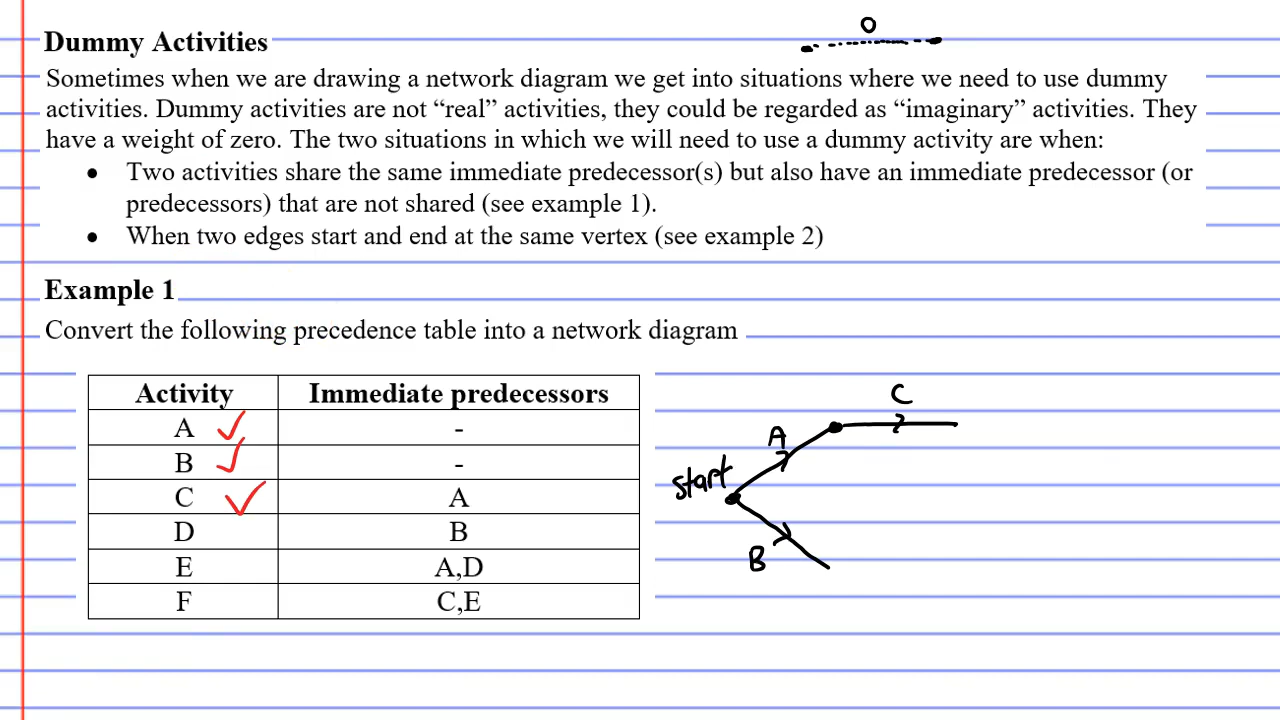 0
Dummy Activities
Sometimes when we are drawing a network diagram we get into situations where we need to use dummy
activities. Dummy activities are not “real” activities, they could be regarded as “imaginary” activities. They
have a weight of zero. The two situations in which we will need to use a dummy activity are when:
• Two activities share the same immediate predecessor(s) but also have an immediate predecessor (or
predecessors) that are not shared (see example 1).
• When two edges start and end at the same vertex (see example 2)
Example 1
Convert the following precedence table into a network diagram
Activity Immediate predecessors
A -
B -
C A
D B
E A,D
F C,E
C
A
start
B